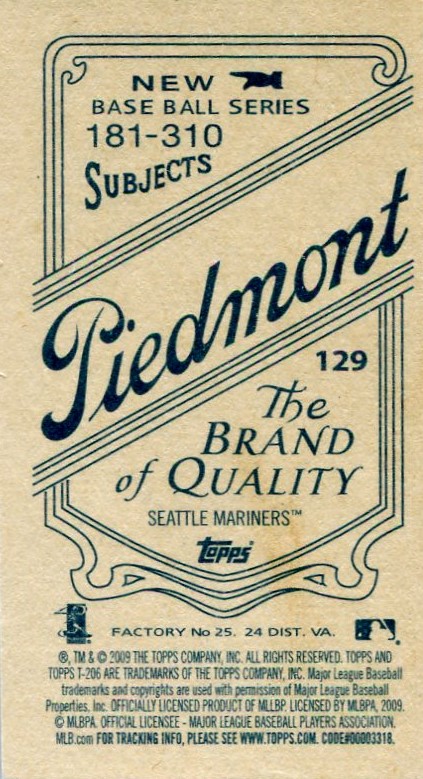 NEW
BASE BALL SERIES
181-310
SUBJECTS
Piedmont
129
The
BRAND
of QUALITY
SEATTLE MARINERS™
Topps®
FACTORY No 25. 24 DIST. VA.
®, TM & © 2009 THE TOPPS COMPANY, INC. ALL RIGHTS RESERVED. TOPPS AND
TOPPS T-206 ARE TRADEMARKS OF THE TOPPS COMPANY, INC. Major League Baseball
trademarks and copyrights are used with permission of Major League Baseball
Properties, Inc. OFFICIALLY LICENSED PRODUCT OF MLLBP. LICENSED BY MLBPA, 2009.
© MLBPA. OFFICIAL LICENSEE - MAJOR LEAGUE BASEBALL PLAYERS ASSOCIATION.
MLB.com FOR TRACKING INFO, PLEASE SEE WWW.TOPPS.COM. CODE#00003318.